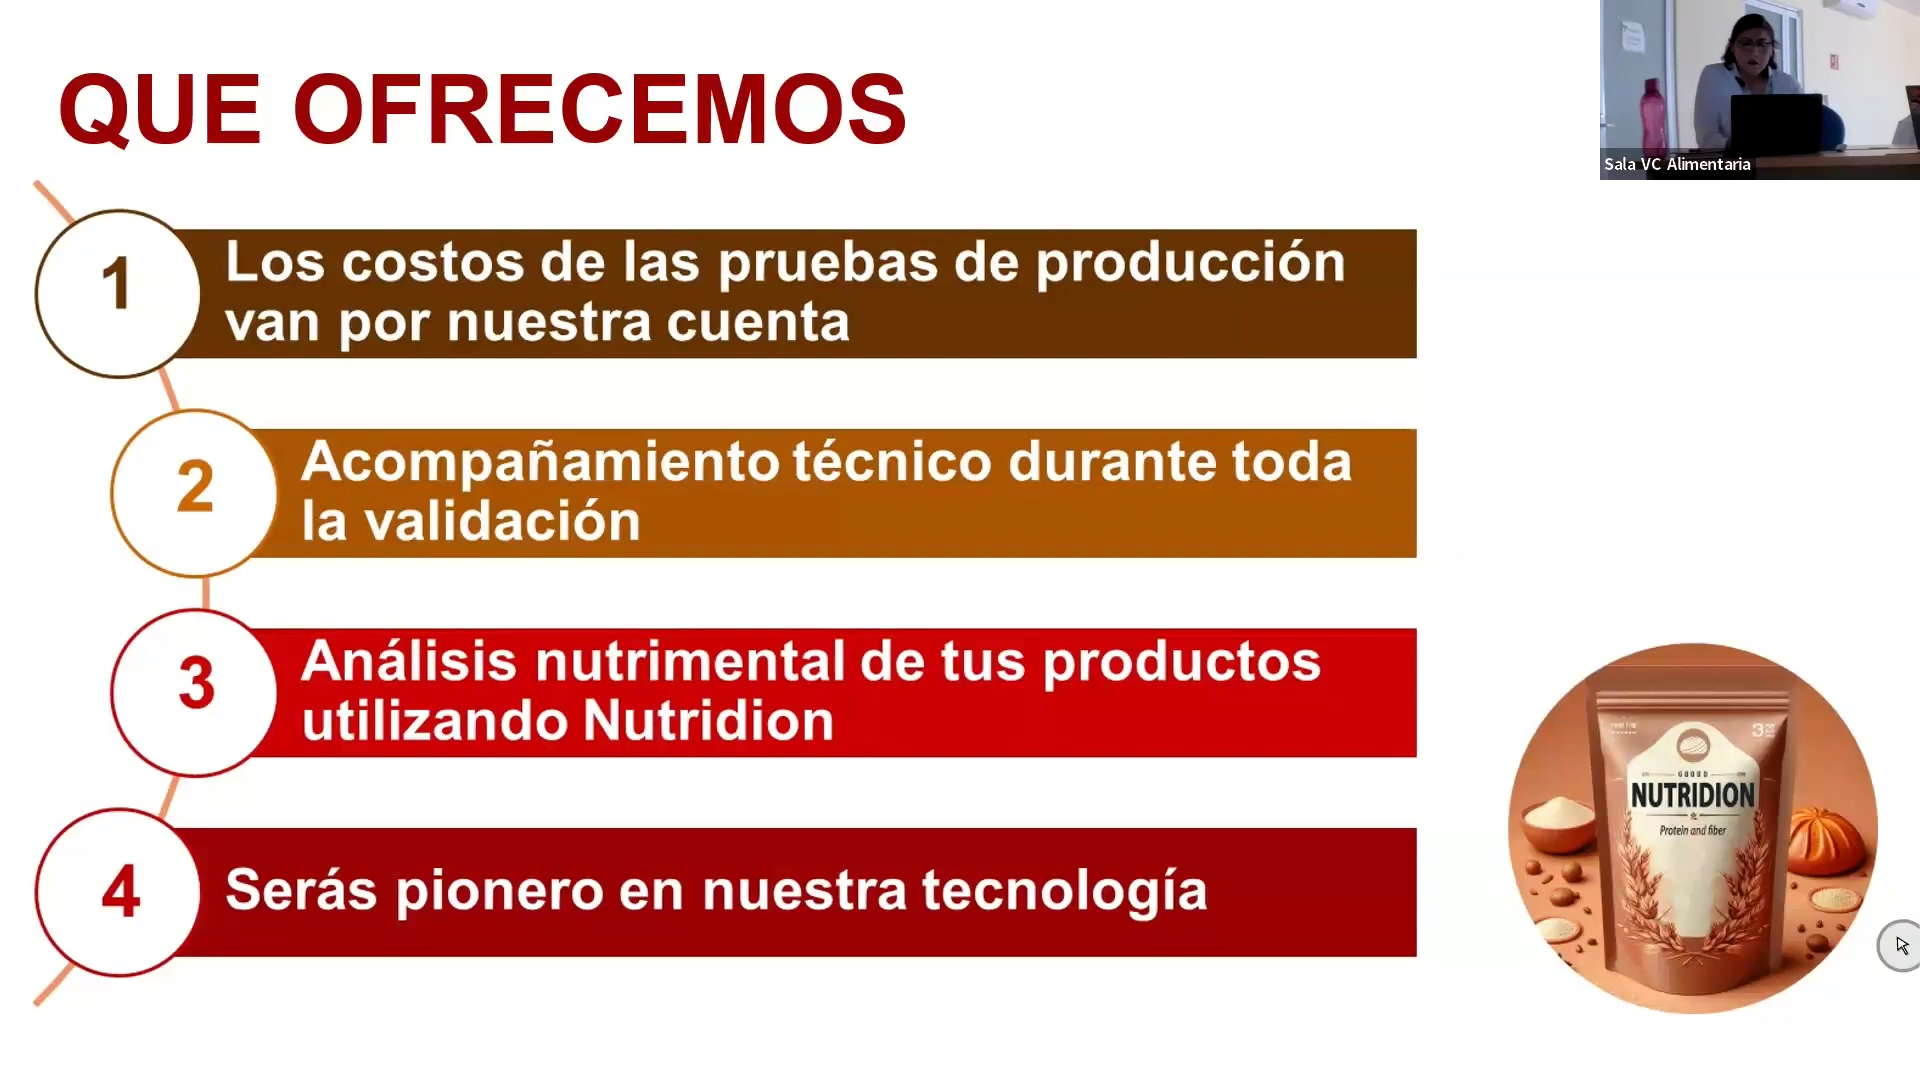 QUE OFRECEMOS
Sala VC Alimentaria
1
Los costos de las pruebas de producción
van por nuestra cuenta
2
Acompañamiento técnico durante toda
la validación
3
Análisis nutrimental de tus productos
utilizando Nutridion
4
Serás pionero en nuestra tecnología
3
GOOBD
NUTRIDION
Protein and fiber